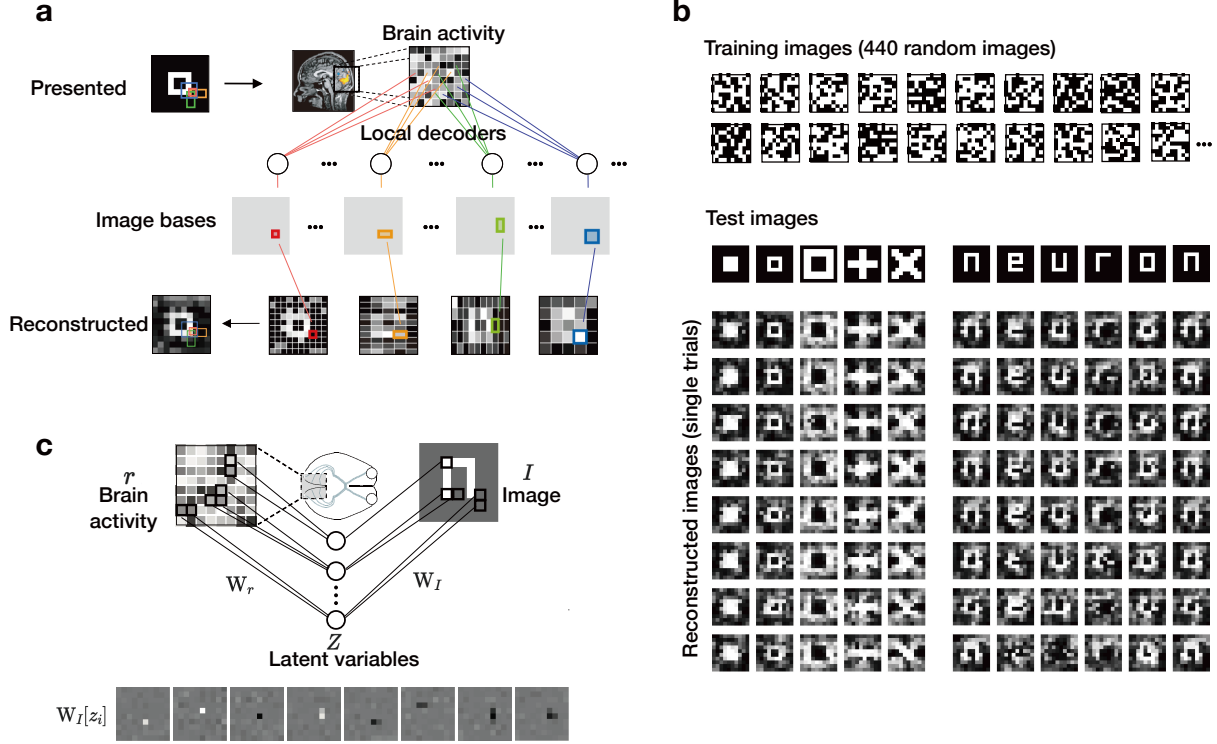 a
Presented
Brain activity
Local decoders
...
...
...
...
Image bases
...
...
...
Reconstructed
b
Training images (440 random images)
...
Test images
n e u r o n
Reconstructed images (single trials)
c
r
Brain
activity
I
Image
W_r
W_I
Z
Latent variables
W_I[z_i]